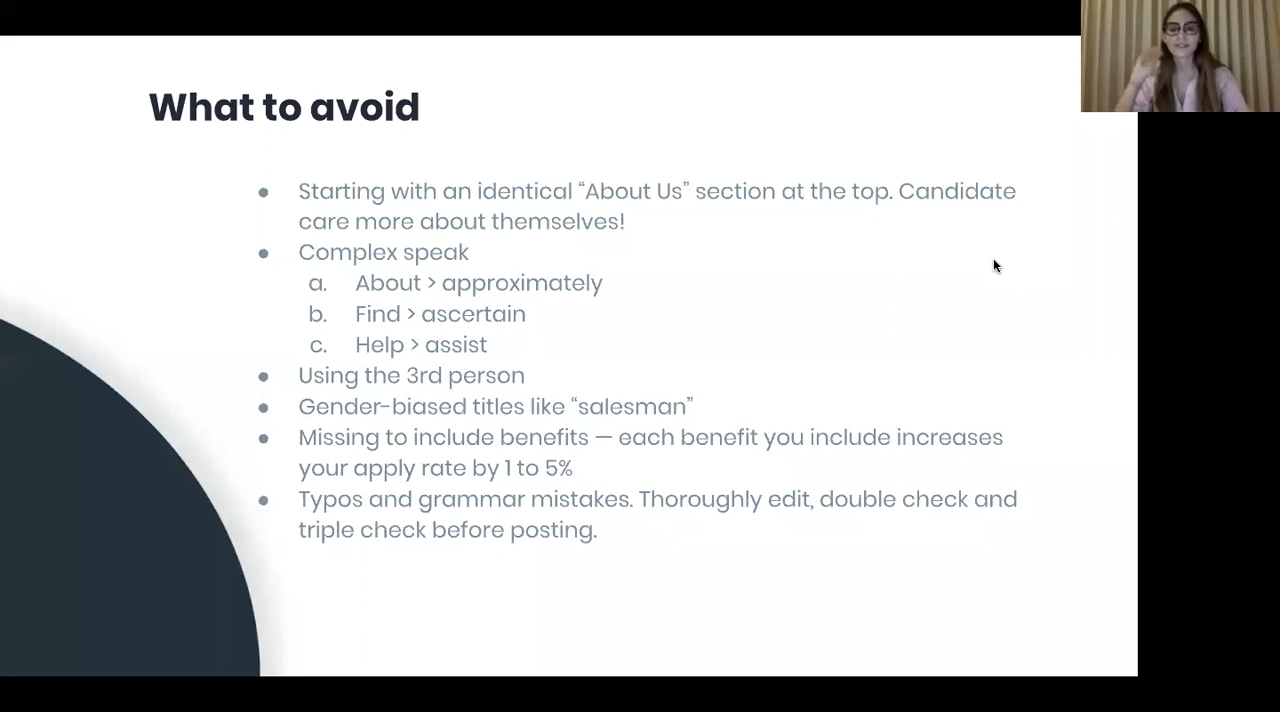 What to avoid
● Starting with an identical “About Us” section at the top. Candidate
care more about themselves!
● Complex speak
a. About > approximately
b. Find > ascertain
c. Help > assist
● Using the 3rd person
● Gender-biased titles like “salesman”
● Missing to include benefits — each benefit you include increases
your apply rate by 1 to 5%
● Typos and grammar mistakes. Thoroughly edit, double check and
triple check before posting.